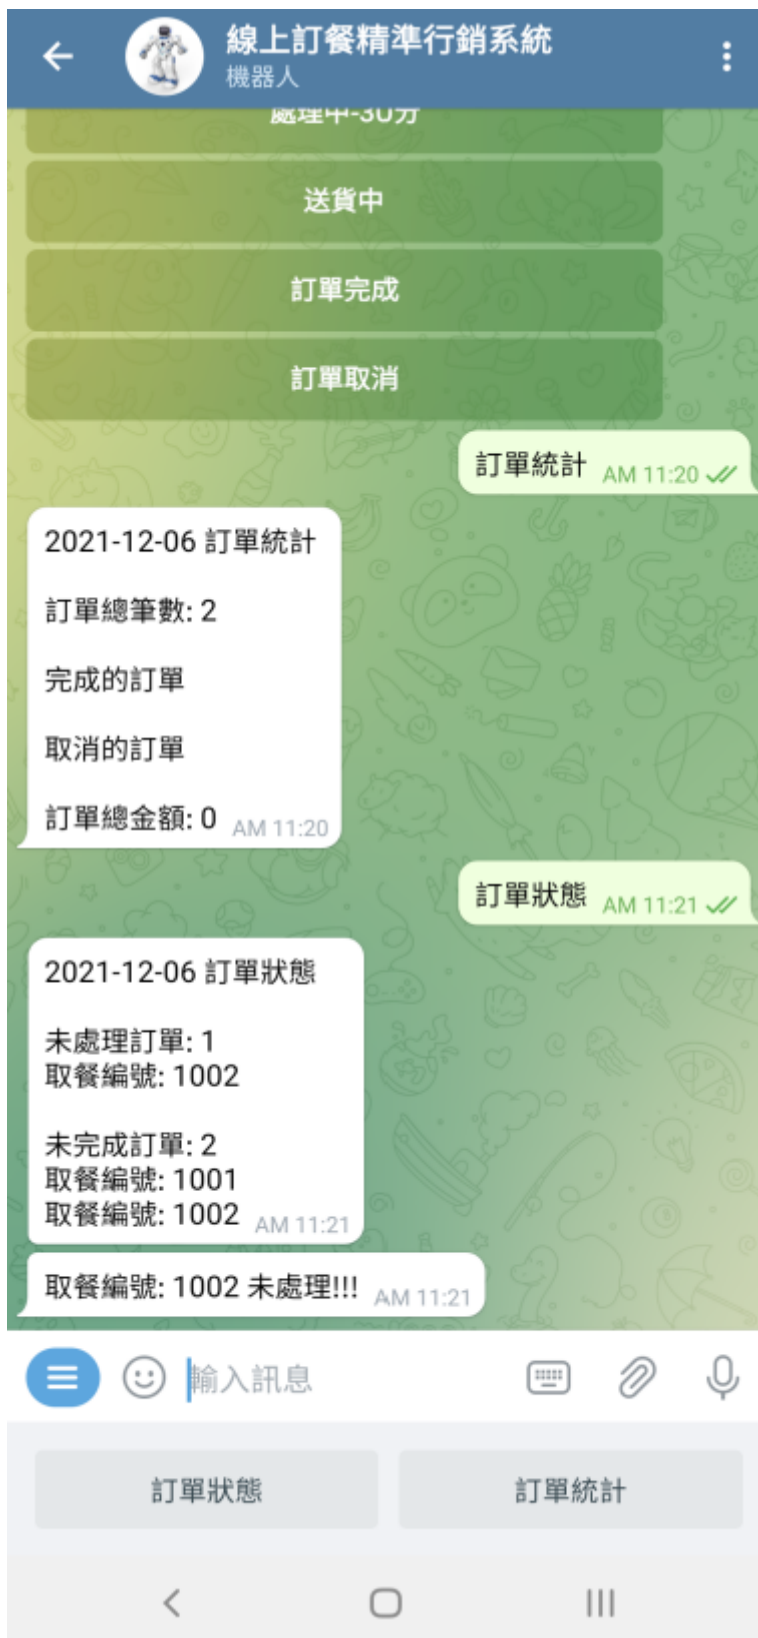 線上訂餐精準行銷系統
機器人
處理中-30分
送貨中
訂單完成
訂單取消
訂單統計 AM 11:20
2021-12-06 訂單統計
訂單總筆數: 2
完成的訂單
取消的訂單
訂單總金額: 0 AM 11:20
訂單狀態 AM 11:21
2021-12-06 訂單狀態
未處理訂單: 1
取餐編號: 1002
未完成訂單: 2
取餐編號: 1001
取餐編號: 1002 AM 11:21
取餐編號: 1002 未處理!!! AM 11:21
輸入訊息
訂單狀態
訂單統計